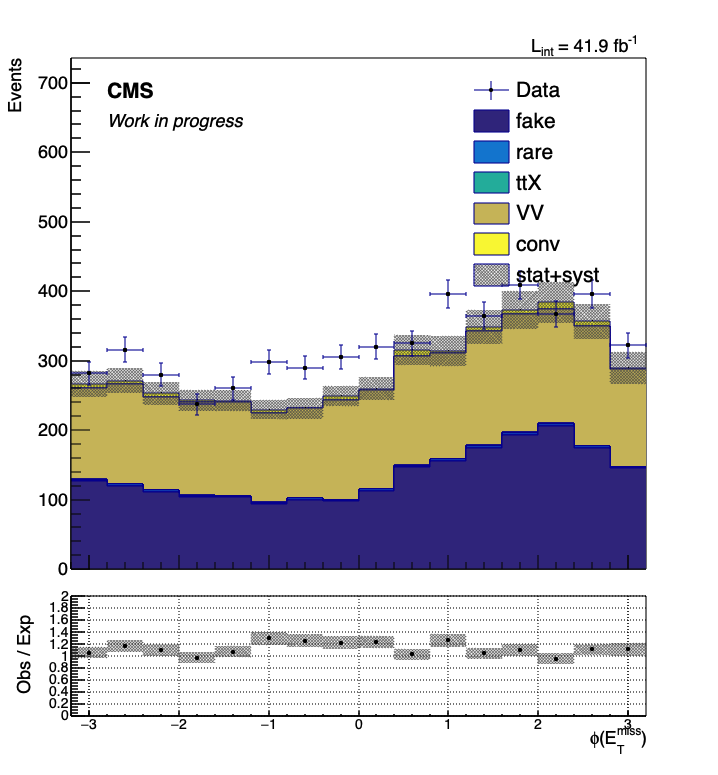 L_int = 41.9 fb^-1
Events
CMS
Work in progress
Data
fake
rare
ttX
VV
conv
stat+syst
700
600
500
400
300
200
100
0
Obs / Exp
2
1.8
1.6
1.4
1.2
1
0.8
0.6
0.4
0.2
0
−3 −2 −1 0 1 2 3
ϕ(E_T^miss)